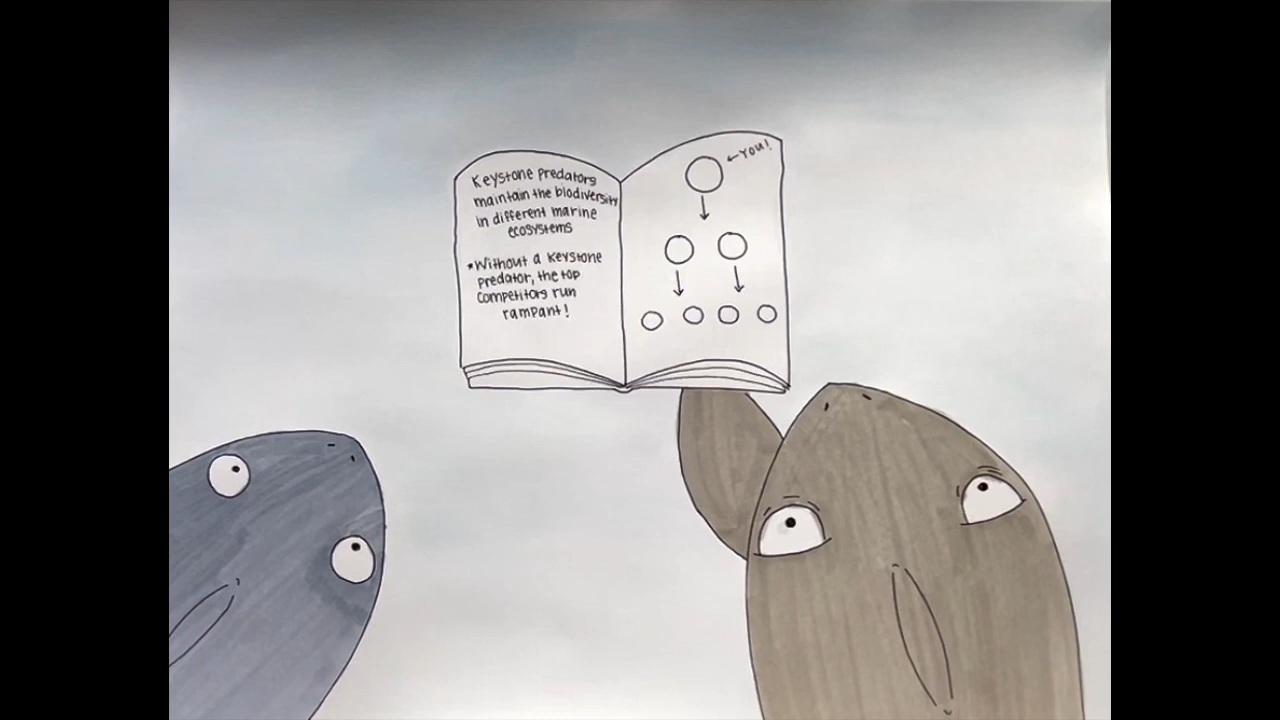 Keystone predators
maintain the biodiversity
in different marine
ecosystems
*Without a keystone
predator, the top
competitors run
rampant!
←YOU!